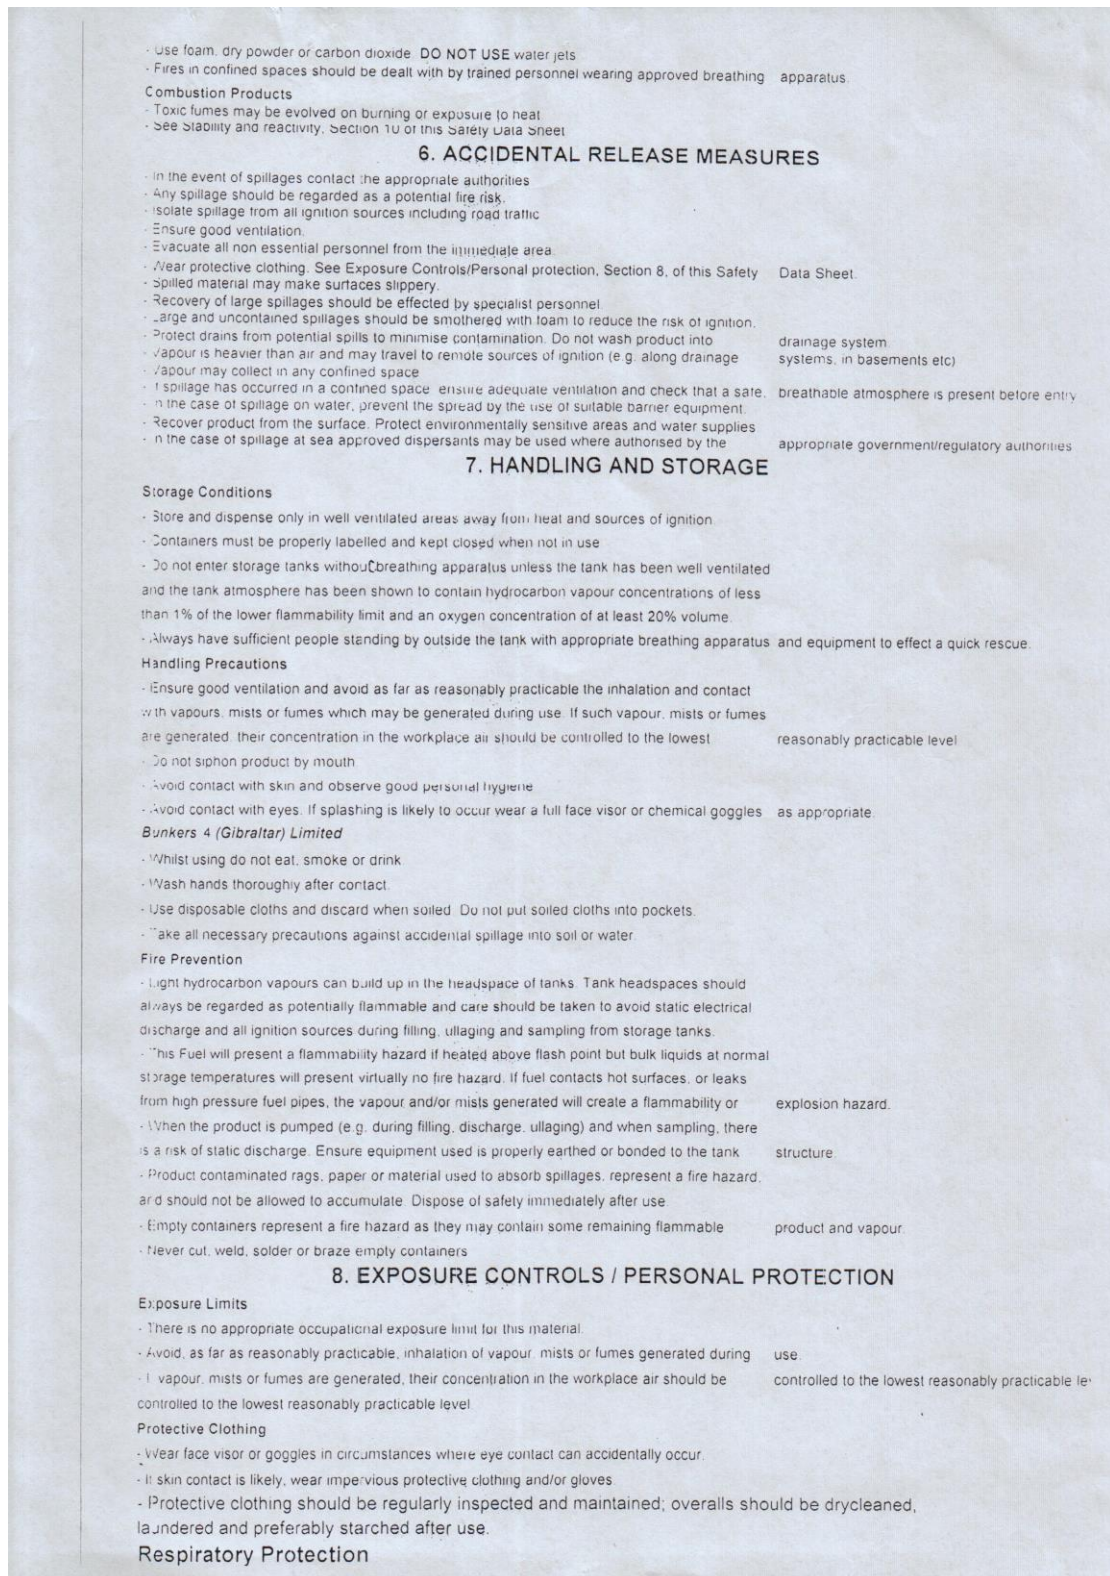 - Use foam, dry powder or carbon dioxide. DO NOT USE water jets
- Fires in confined spaces should be dealt with by trained personnel wearing approved breathing apparatus.
Combustion Products
- Toxic fumes may be evolved on burning or exposure to heat
- See Stability and reactivity, Section 10 of this Safety Data Sheet
6. ACCIDENTAL RELEASE MEASURES
- In the event of spillages contact the appropriate authorities
- Any spillage should be regarded as a potential fire risk.
- Isolate spillage from all ignition sources including road traffic
- Ensure good ventilation.
- Evacuate all non essential personnel from the immediate area
- Wear protective clothing. See Exposure Controls/Personal protection, Section 8, of this Safety Data Sheet.
- Spilled material may make surfaces slippery.
- Recovery of large spillages should be effected by specialist personnel
- Large and uncontained spillages should be smothered with foam to reduce the risk of ignition.
- Protect drains from potential spills to minimise contamination. Do not wash product into drainage system
- Vapour is heavier than air and may travel to remote sources of ignition (e.g. along drainage systems, in basements etc)
- Vapour may collect in any confined space
- If spillage has occurred in a confined space ensure adequate ventilation and check that a safe, breathable atmosphere is present before entry
- In the case of spillage on water, prevent the spread by the use of suitable barrier equipment.
- Recover product from the surface. Protect environmentally sensitive areas and water supplies
- In the case of spillage at sea approved dispersants may be used where authorised by the appropriate government/regulatory authorities
7. HANDLING AND STORAGE
Storage Conditions
- Store and dispense only in well ventilated areas away from heat and sources of ignition
- Containers must be properly labelled and kept closed when not in use
- Do not enter storage tanks without breathing apparatus unless the tank has been well ventilated
and the tank atmosphere has been shown to contain hydrocarbon vapour concentrations of less
than 1% of the lower flammability limit and an oxygen concentration of at least 20% volume.
- Always have sufficient people standing by outside the tank with appropriate breathing apparatus and equipment to effect a quick rescue.
Handling Precautions
- Ensure good ventilation and avoid as far as reasonably practicable the inhalation and contact
with vapours, mists or fumes which may be generated during use. If such vapour, mists or fumes
are generated, their concentration in the workplace air should be controlled to the lowest reasonably practicable level
- Do not siphon product by mouth
- Avoid contact with skin and observe good personal hygiene
- Avoid contact with eyes. If splashing is likely to occur wear a full face visor or chemical goggles as appropriate.
Bunkers 4 (Gibraltar) Limited
- Whilst using do not eat, smoke or drink
- Wash hands thoroughly after contact.
- Use disposable cloths and discard when soiled. Do not put soiled cloths into pockets.
- Take all necessary precautions against accidental spillage into soil or water.
Fire Prevention
- Light hydrocarbon vapours can build up in the headspace of tanks. Tank headspaces should
always be regarded as potentially flammable and care should be taken to avoid static electrical
discharge and all ignition sources during filling, ullaging and sampling from storage tanks.
- This Fuel will present a flammability hazard if heated above flash point but bulk liquids at normal
storage temperatures will present virtually no fire hazard. If fuel contacts hot surfaces, or leaks
from high pressure fuel pipes, the vapour and/or mists generated will create a flammability or explosion hazard.
- When the product is pumped (e.g. during filling, discharge, ullaging) and when sampling, there
is a risk of static discharge. Ensure equipment used is properly earthed or bonded to the tank structure.
- Product contaminated rags, paper or material used to absorb spillages, represent a fire hazard,
and should not be allowed to accumulate. Dispose of safety immediately after use
- Empty containers represent a fire hazard as they may contain some remaining flammable product and vapour.
- Never cut, weld, solder or braze empty containers
8. EXPOSURE CONTROLS / PERSONAL PROTECTION
Exposure Limits
- There is no appropriate occupational exposure limit for this material.
- Avoid, as far as reasonably practicable, inhalation of vapour, mists or fumes generated during use.
- If vapour, mists or fumes are generated, their concentration in the workplace air should be controlled to the lowest reasonably practicable le
controlled to the lowest reasonably practicable level
Protective Clothing
- Wear face visor or goggles in circumstances where eye contact can accidentally occur.
- If skin contact is likely, wear impervious protective clothing and/or gloves
- Protective clothing should be regularly inspected and maintained; overalls should be drycleaned,
laundered and preferably starched after use.
Respiratory Protection